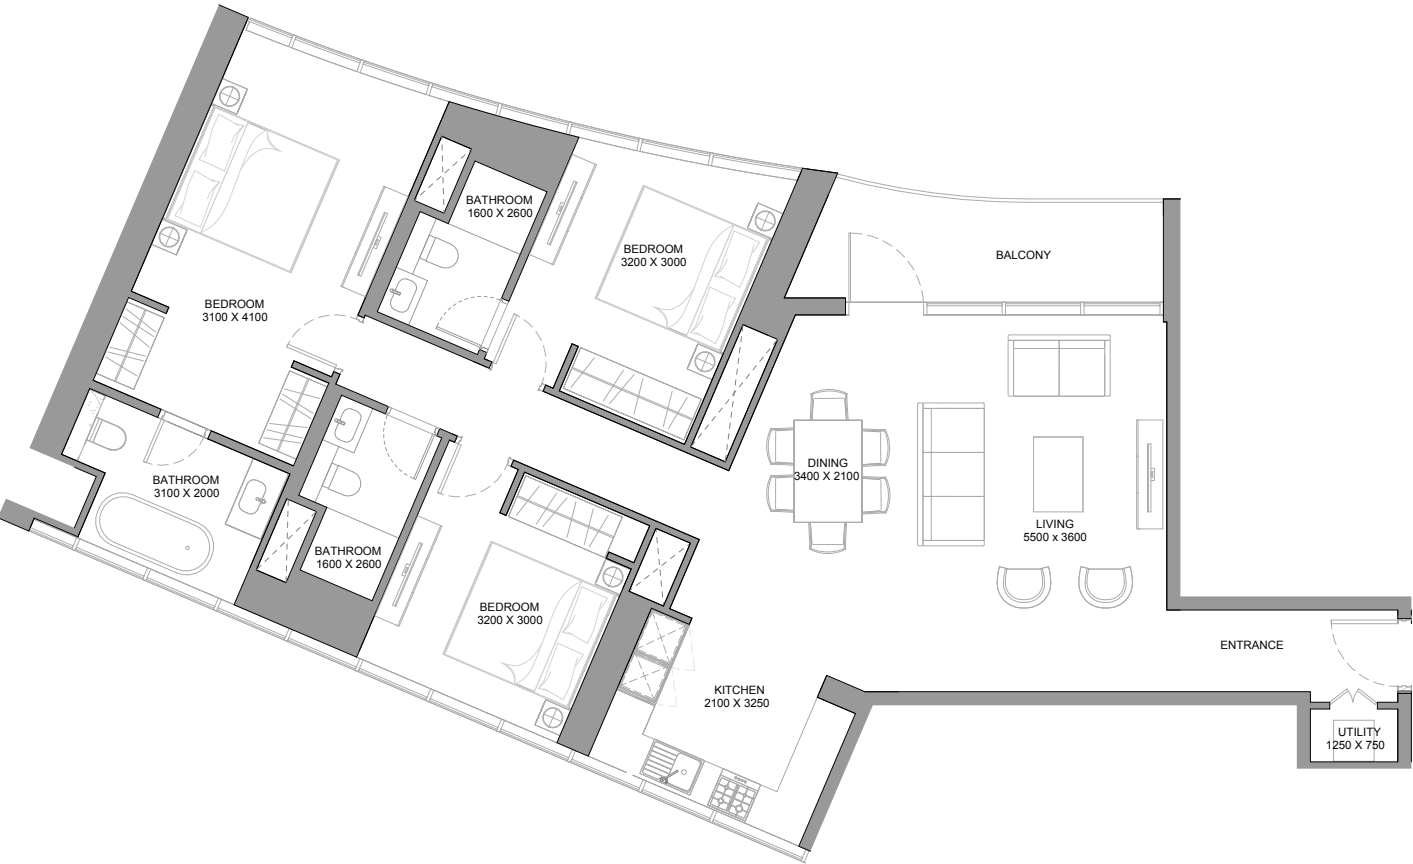 BATHROOM
1600 X 2600
BEDROOM
3200 X 3000
BALCONY
BEDROOM
3100 X 4100
DINING
3400 X 2100
BATHROOM
3100 X 2000
LIVING
5500 x 3600
BATHROOM
1600 X 2600
BEDROOM
3200 X 3000
ENTRANCE
KITCHEN
2100 X 3250
UTILITY
1250 X 750